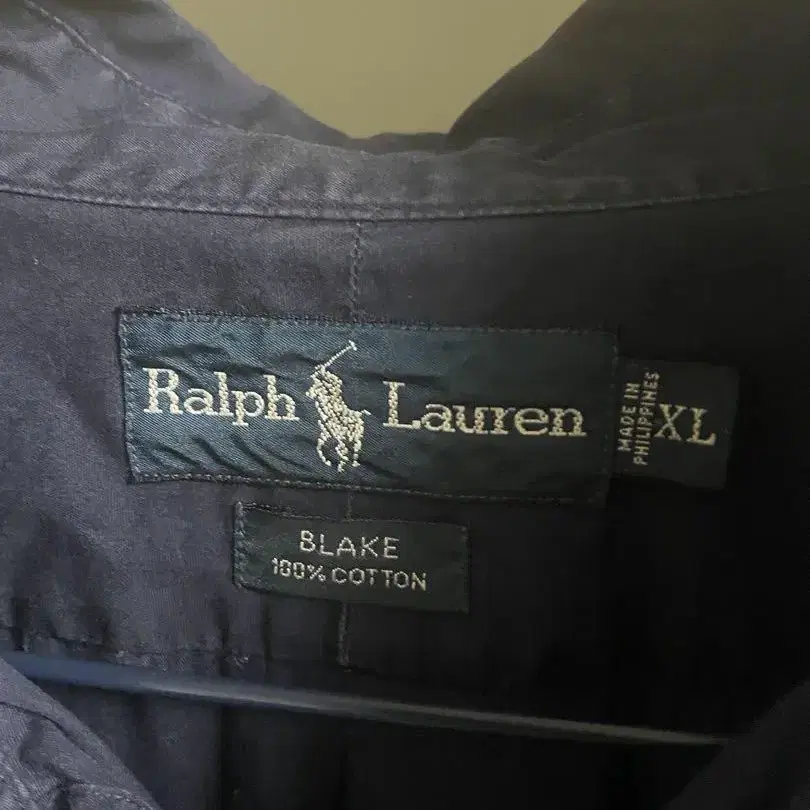 Ralph Lauren
MADE IN
PHILIPPINES
XL
BLAKE
100% COTTON